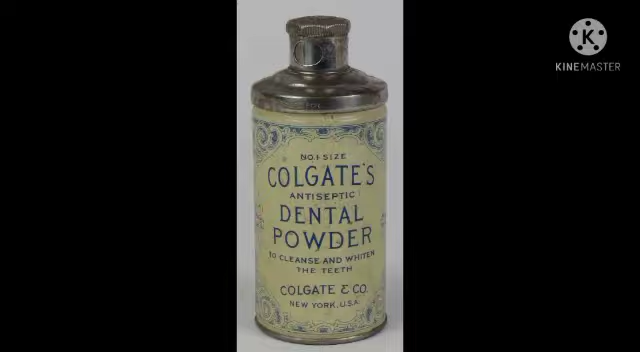 NO.1 SIZE
COLGATE'S
ANTISEPTIC
DENTAL
POWDER
TO CLEANSE AND WHITEN
THE TEETH
COLGATE & CO.
NEW YORK, U.S.A.
K
KINEMASTER